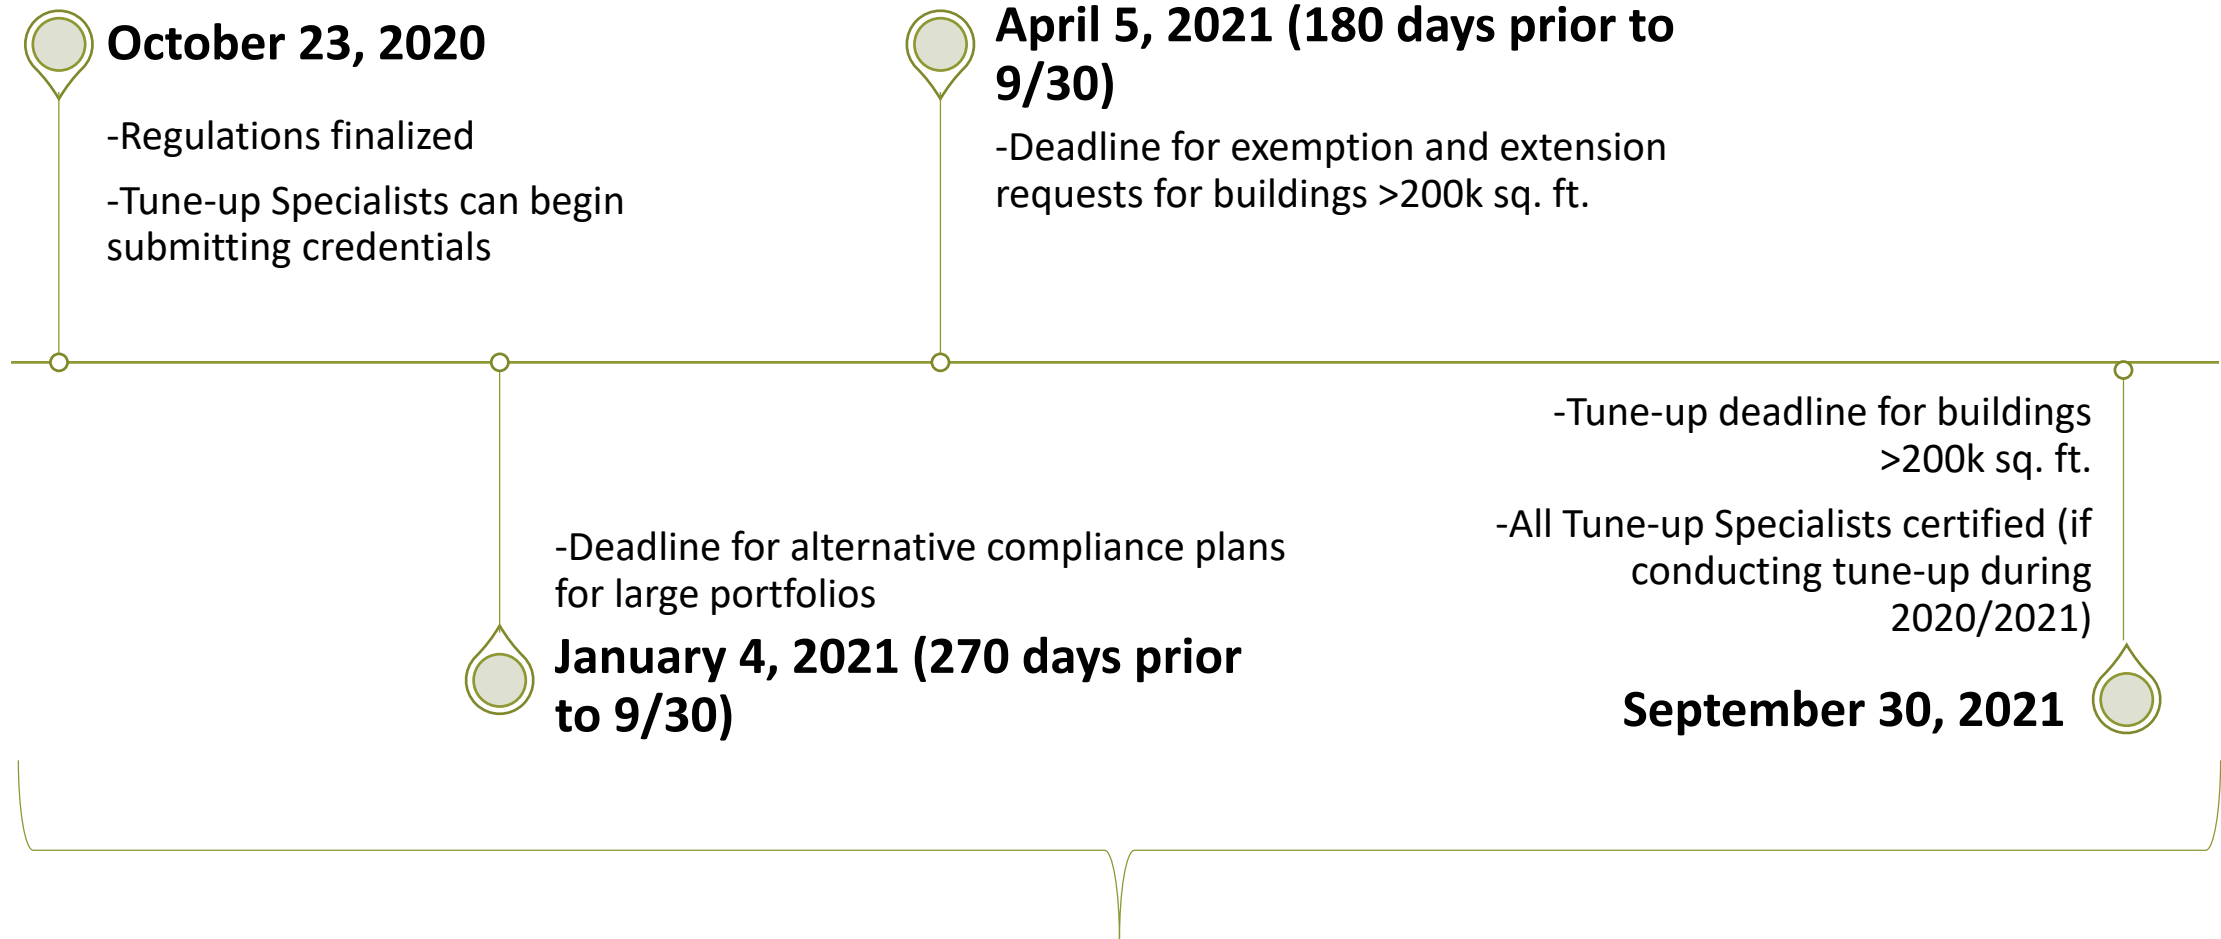 October 23, 2020
-Regulations finalized
-Tune-up Specialists can begin
submitting credentials
April 5, 2021 (180 days prior to
9/30)
-Deadline for exemption and extension
requests for buildings >200k sq. ft.
-Deadline for alternative compliance plans
for large portfolios
January 4, 2021 (270 days prior
to 9/30)
-Tune-up deadline for buildings
>200k sq. ft.
-All Tune-up Specialists certified (if
conducting tune-up during
2020/2021)
September 30, 2021